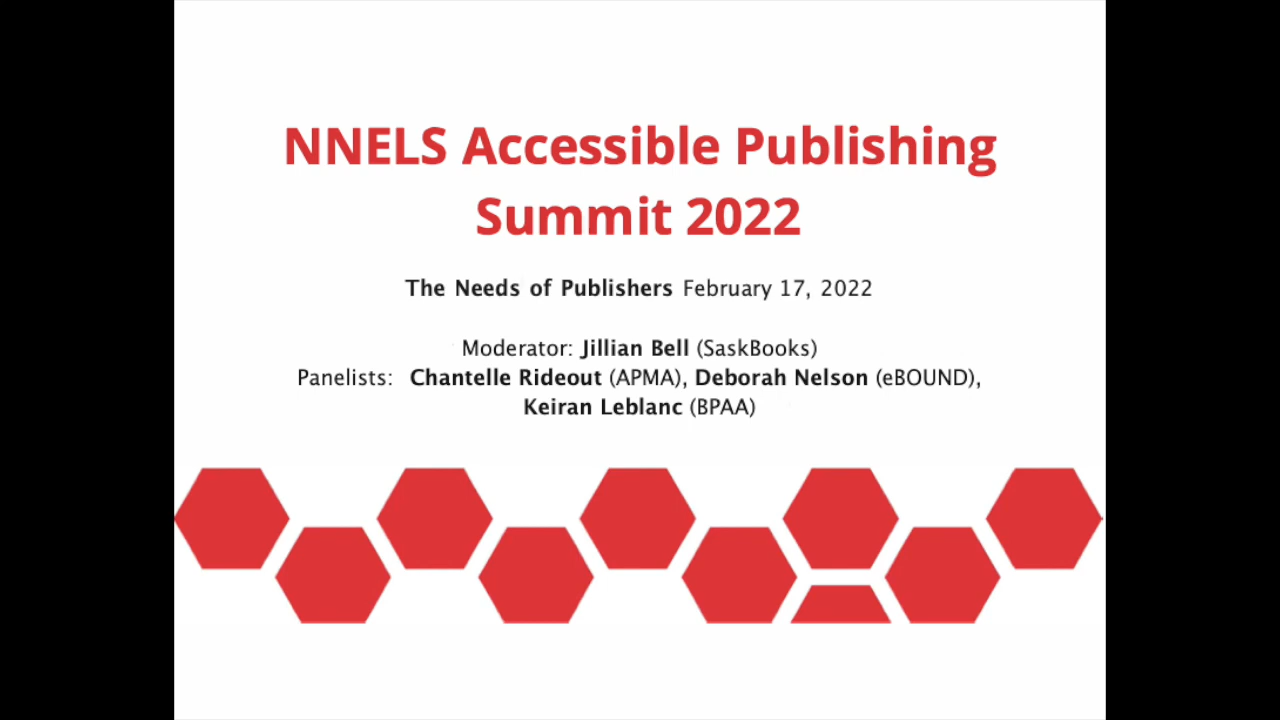 NNELS Accessible Publishing
Summit 2022
The Needs of Publishers February 17, 2022
Moderator: Jillian Bell (SaskBooks)
Panelists: Chantelle Rideout (APMA), Deborah Nelson (eBOUND),
Keiran Leblanc (BPAA)